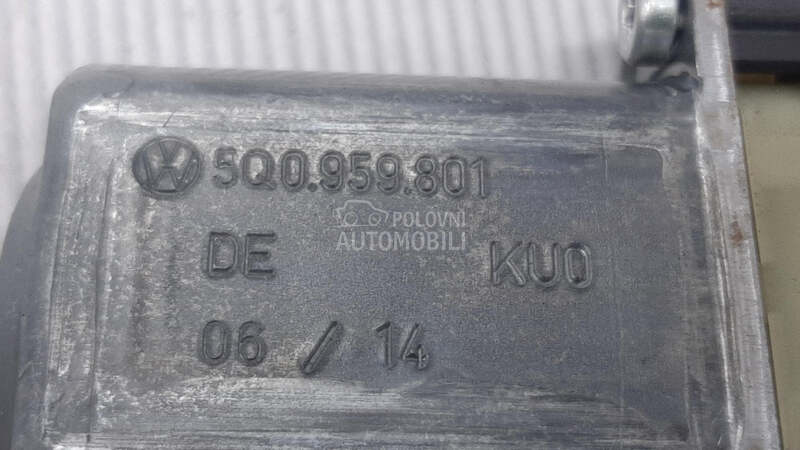 5Q0.959.801
POLOVNI
AUTOMOBILI
DE KU0
06 / 14